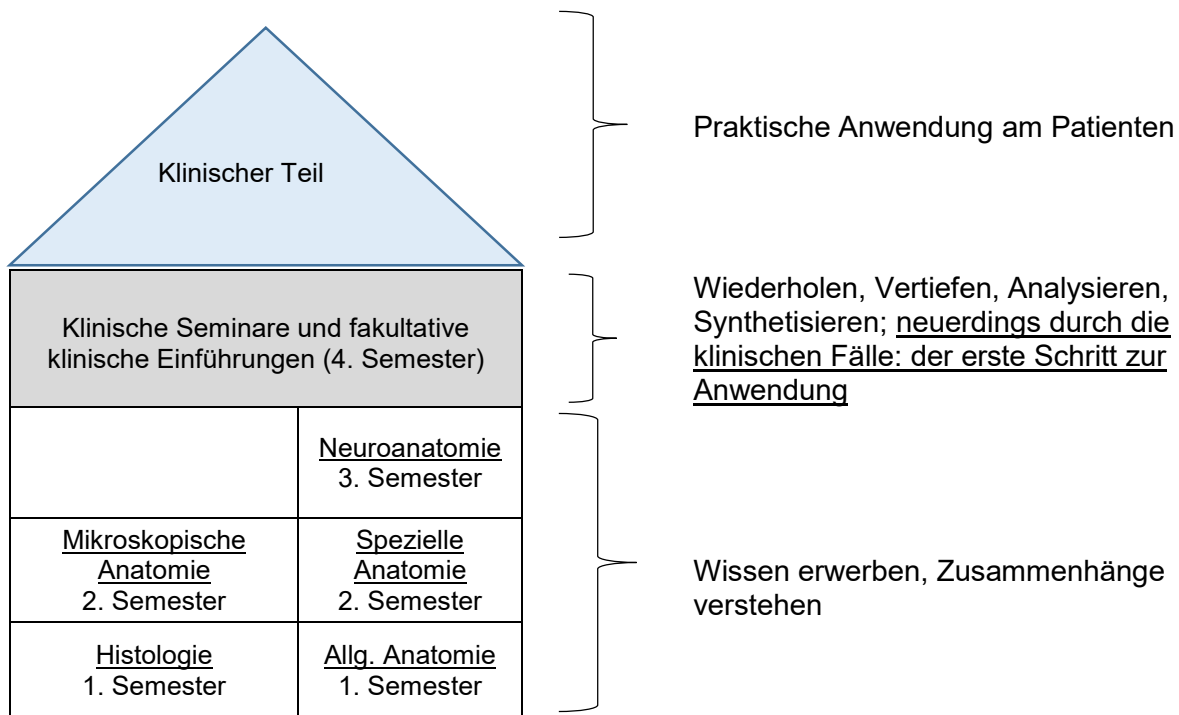 Klinischer Teil
Praktische Anwendung am Patienten
Klinische Seminare und fakultative
klinische Einführungen (4. Semester)
Wiederholen, Vertiefen, Analysieren,
Synthetisieren; neuerdings durch die
klinischen Fälle: der erste Schritt zur
Anwendung
Neuroanatomie
3. Semester
Mikroskopische
Anatomie
2. Semester
Spezielle
Anatomie
2. Semester
Histologie
1. Semester
Allg. Anatomie
1. Semester
Wissen erwerben, Zusammenhänge
verstehen